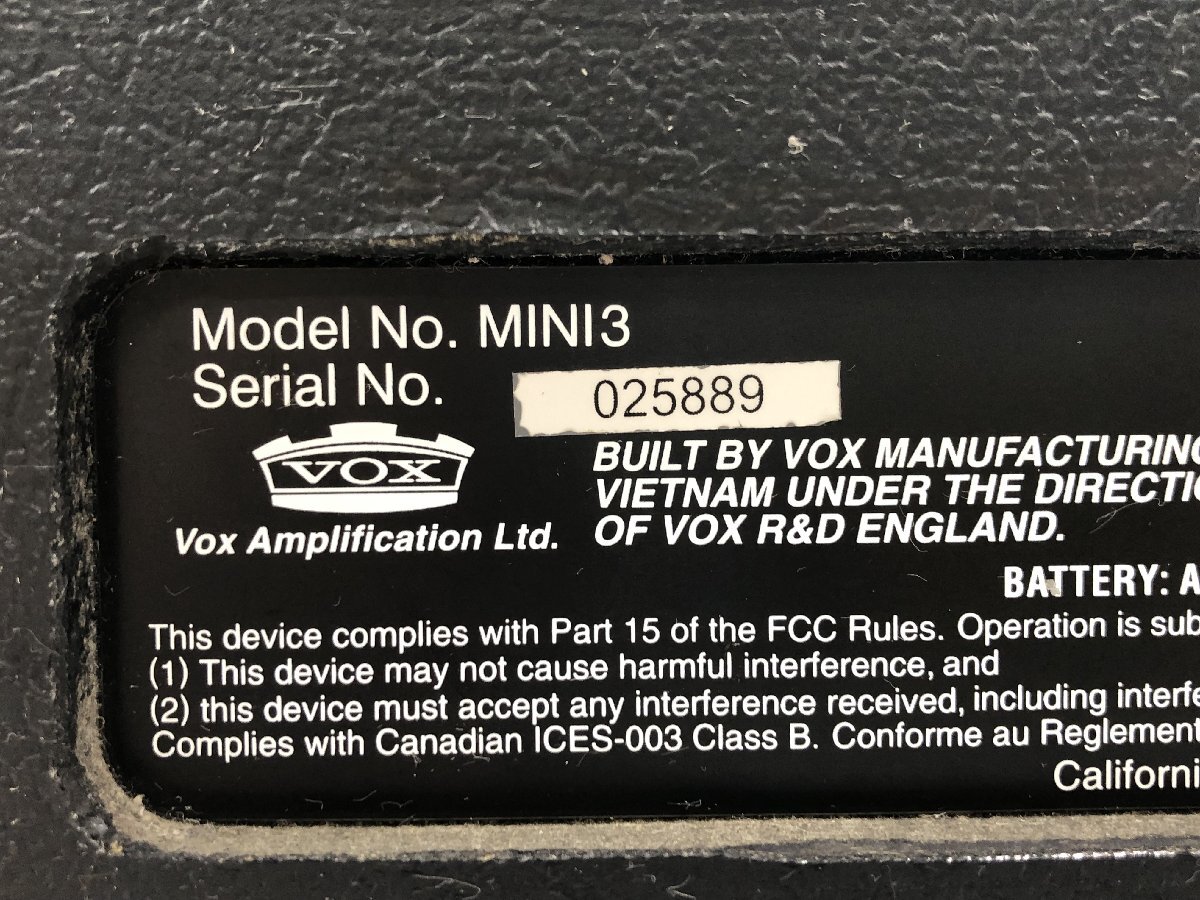 Model No. MINI3
Serial No. 025889
VOX
Vox Amplification Ltd.
BUILT BY VOX MANUFACTURING
VIETNAM UNDER THE DIRECTI
OF VOX R&D ENGLAND.
BATTERY: A
This device complies with Part 15 of the FCC Rules. Operation is sub
(1) This device may not cause harmful interference, and
(2) this device must accept any interference received, including interfe
Complies with Canadian ICES-003 Class B. Conforme au Reglement
Californi